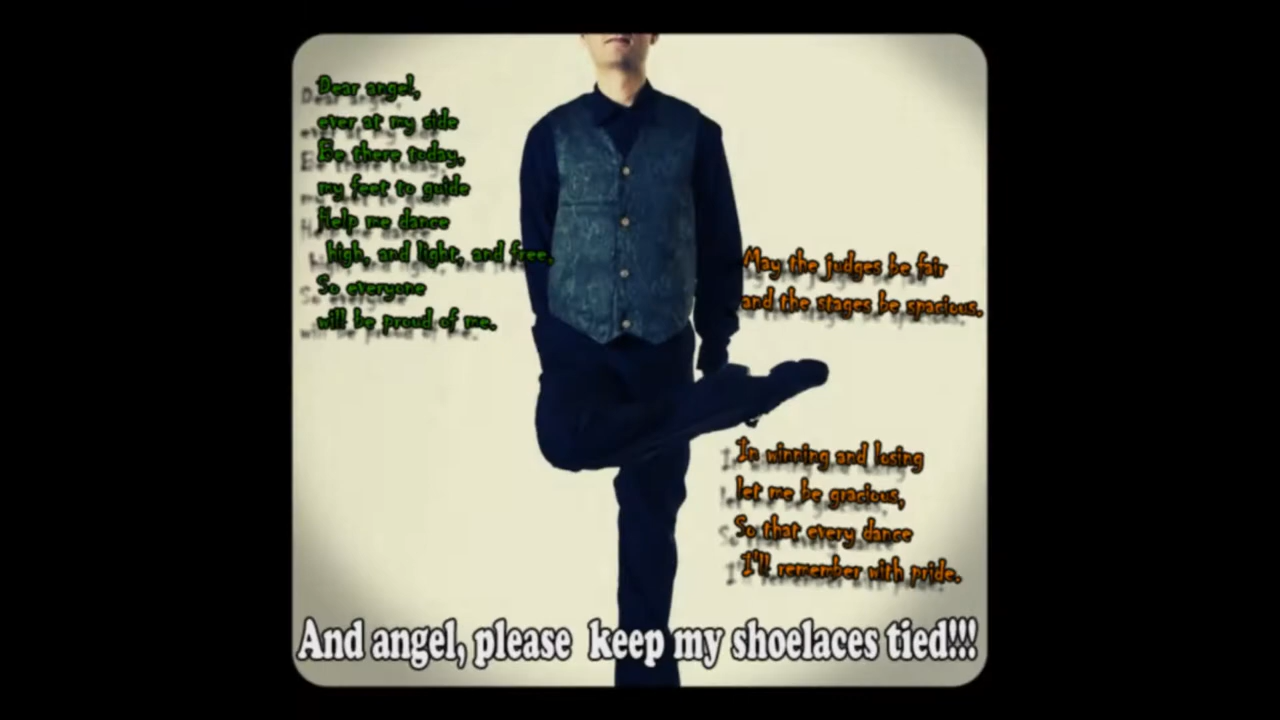 Dear angel,
ever at my side
Be there today,
my feet to guide
Help me dance
high, and light, and free,
So everyone
will be proud of me.
May the judges be fair
and the stages be spacious.
In winning and losing
let me be gracious,
So that every dance
I'll remember with pride.
And angel, please keep my shoelaces tied!!!